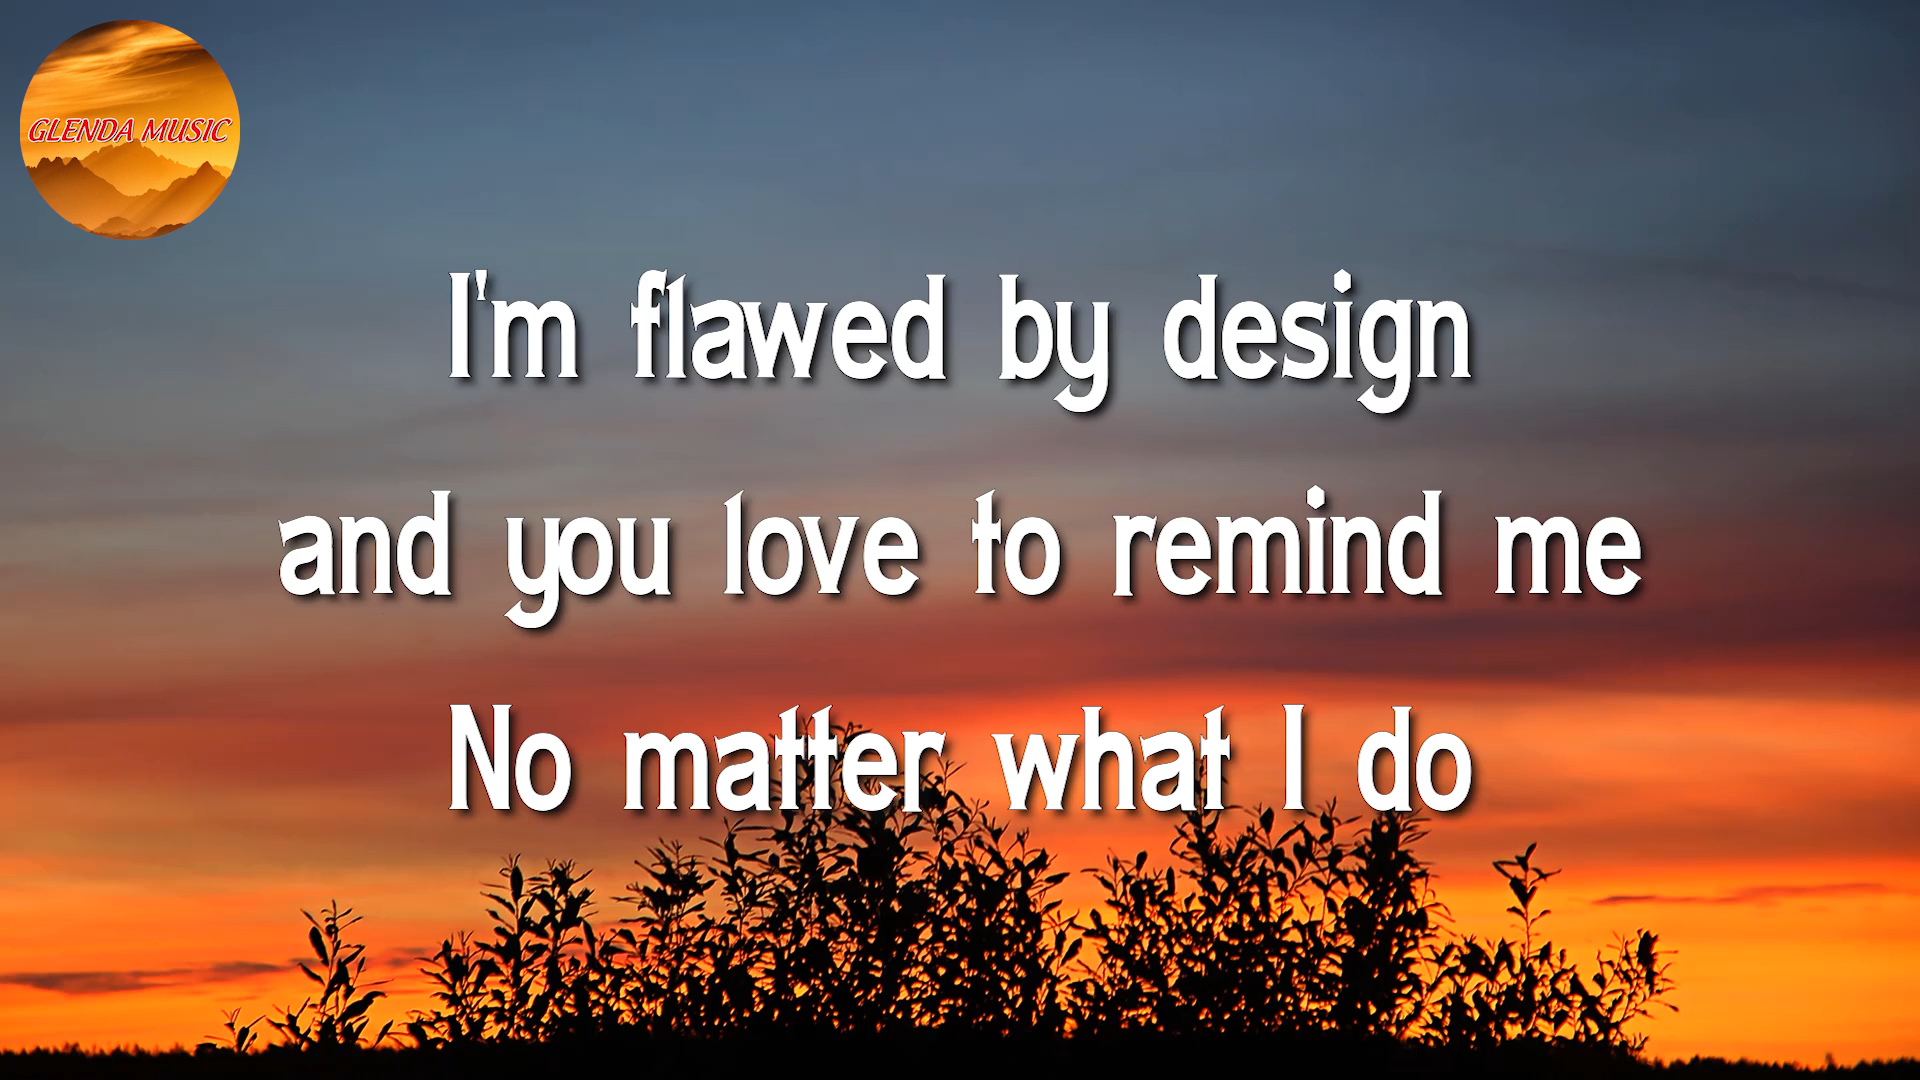 GLENDA MUSIC
I'm flawed by design
and you love to remind me
No matter what I do